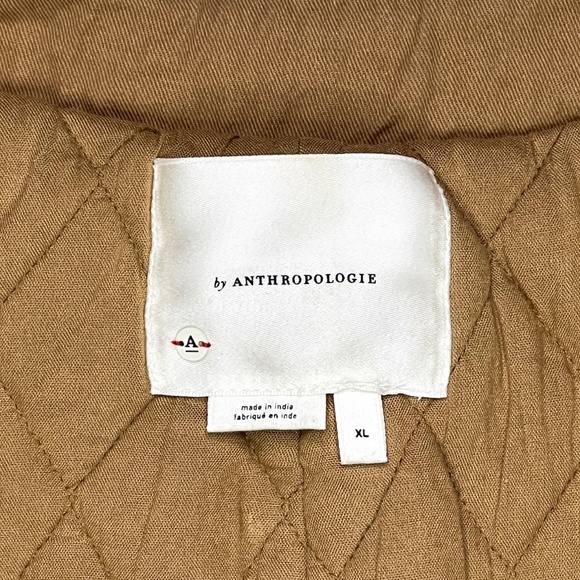 by ANTHROPOLOGIE
A
made in india
fabriqué en inde
XL